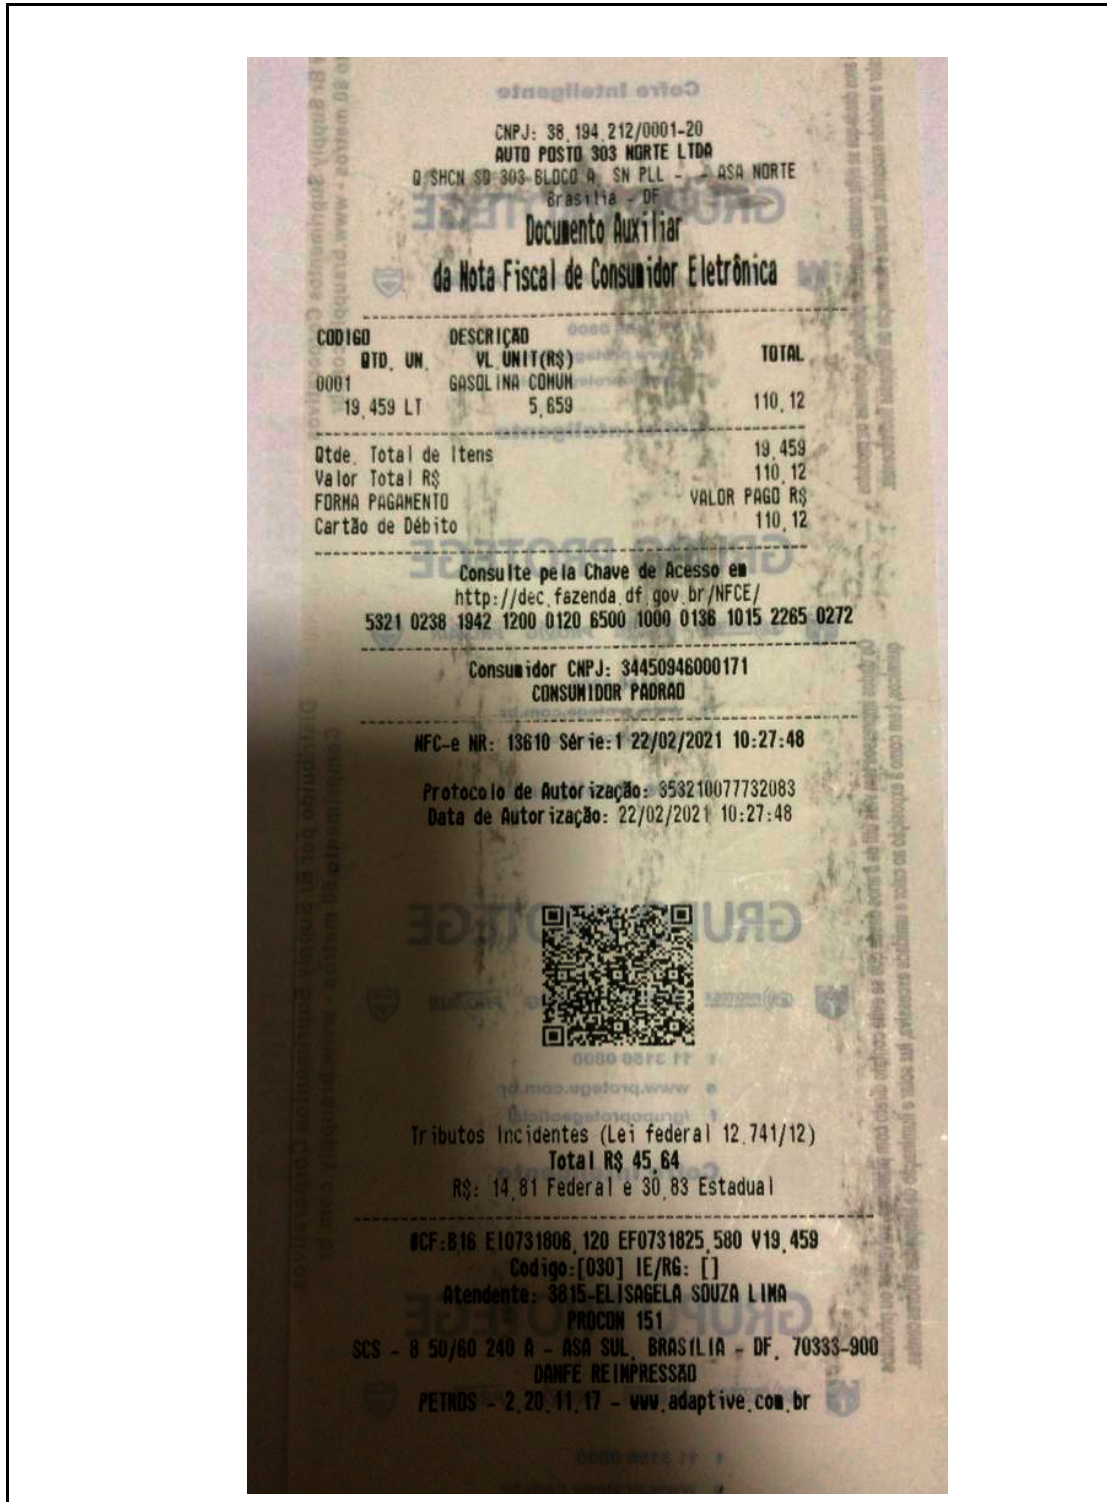 CNPJ: 38.194.212/0001-20
AUTO POSTO 303 NORTE LTDA
Q SHCN SQ 303 BLOCO A, SN PLL - - ASA NORTE
Brasilia - DF
Documento Auxiliar
da Nota Fiscal de Consumidor Eletrônica
CODIGO DESCRIÇÃO
QTD. UN. VL.UNIT(R$) TOTAL
0001 GASOLINA COMUM
19,459 LT 5,659 110,12
Qtde. Total de Itens 19,459
Valor Total R$ 110,12
FORMA PAGAMENTO VALOR PAGO R$
Cartão de Débito 110,12
Consulte pela Chave de Acesso em
http://dec.fazenda.df.gov.br/NFCE/
5321 0238 1942 1200 0120 6500 1000 0136 1015 2265 0272
Consumidor CNPJ: 34450946000171
CONSUMIDOR PADRAO
NFC-e NR: 13610 Série:1 22/02/2021 10:27:48
Protocolo de Autorização: 353210077732083
Data de Autorização: 22/02/2021 10:27:48
Tributos Incidentes (Lei federal 12.741/12)
Total R$ 45,64
R$: 14,81 Federal e 30,83 Estadual
#CF:B16 EI0731806,120 EF0731825,580 V19,459
Codigo:[030] IE/RG: []
Atendente: 3815-ELISAGELA SOUZA LIMA
PROCON 151
SCS - 8 50/60 240 A - ASA SUL, BRASÍLIA - DF, 70333-900
DANFE REIMPRESSÃO
PETROS - 2.20.11.17 - www.adaptive.com.br